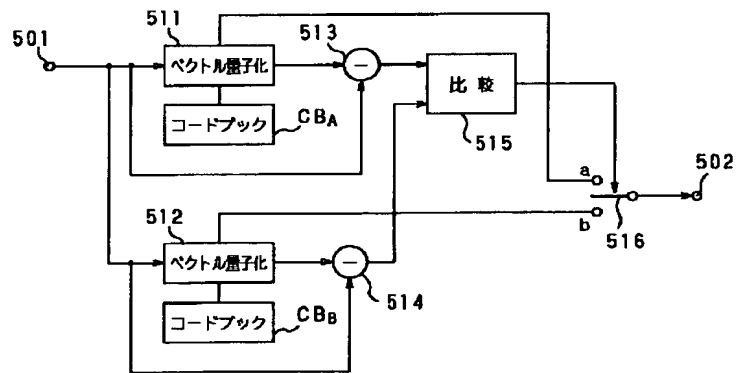 501
511
ベクトル量子化
コードブック
CBA
513
−
比較
515
a
b
516
502
512
ベクトル量子化
コードブック
CBB
−
514